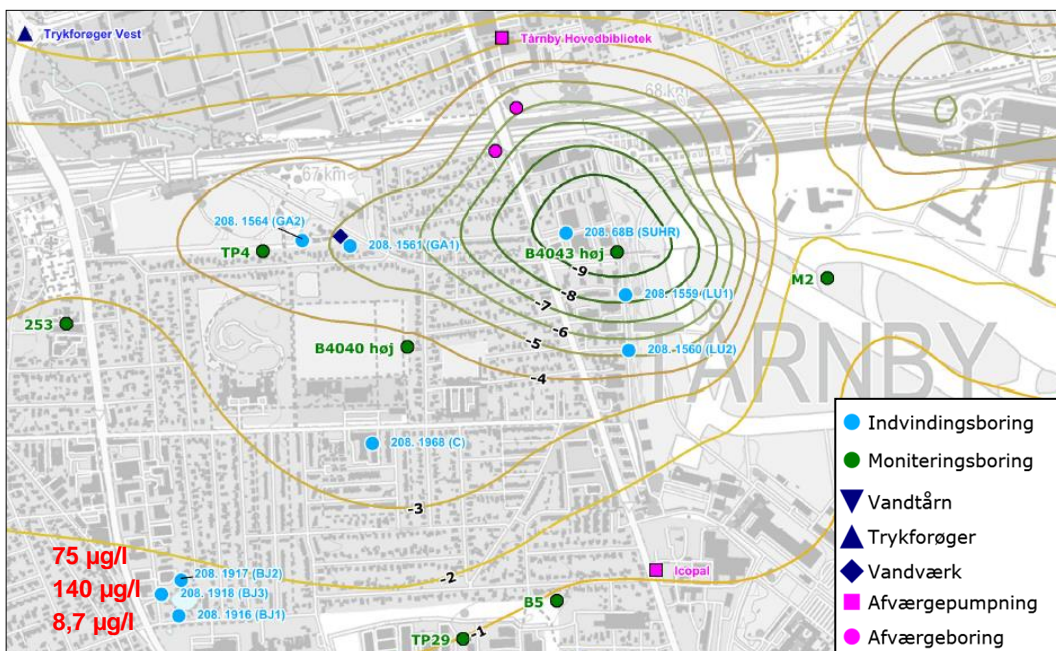 Trykforøger Vest
Tårnby Hovedbibliotek
68 km
67 km
208. 1564 (GA2)
208. 1561 (GA1)
TP4
208. 68B (SUHR)
B4043 høj
-9
-8
-7
-6
-5
-4
208. 1559 (LU1)
M2
253
B4040 høj
208. 1560 (LU2)
TÅRNBY
208. 1968 (C)
-3
-2
-1
75 µg/l
140 µg/l
8,7 µg/l
208. 1917 (BJ2)
208. 1918 (BJ3)
208. 1916 (BJ1)
Icopal
B5
TP29
Indvindingsboring
Moniteringsboring
Vandtårn
Trykforøger
Vandværk
Afværgepumpning
Afværgeboring